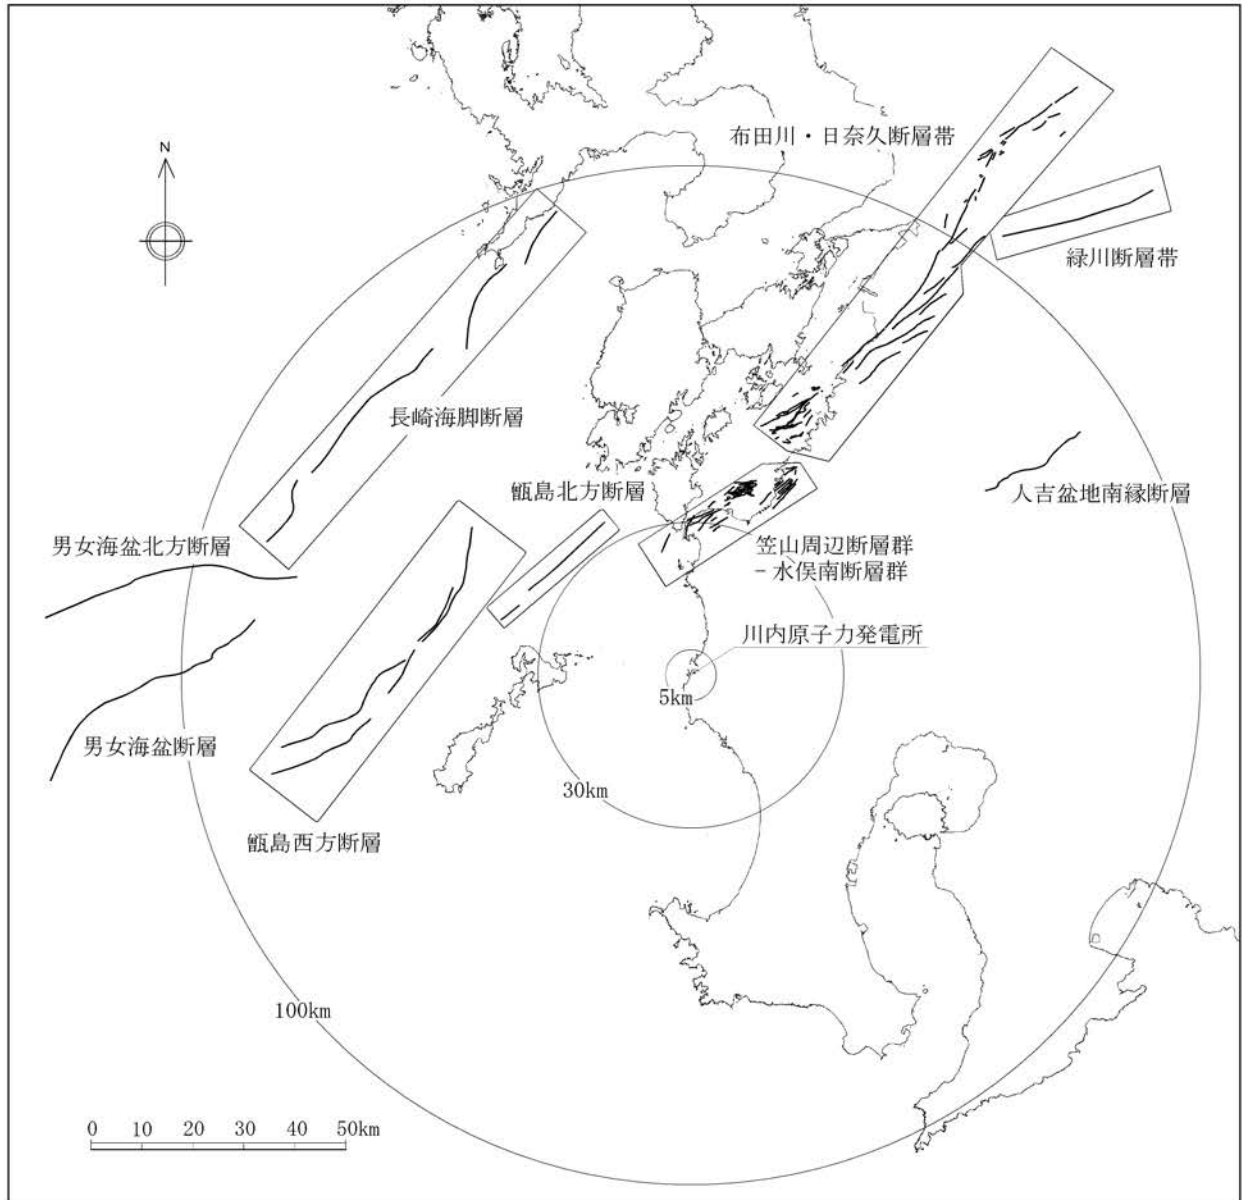 布田川・日奈久断層帯
N
緑川断層帯
長崎海脚断層
甑島北方断層
人吉盆地南縁断層
男女海盆北方断層
笠山周辺断層群
－水俣南断層群
川内原子力発電所
5km
男女海盆断層
30km
甑島西方断層
100km
0 10 20 30 40 50km